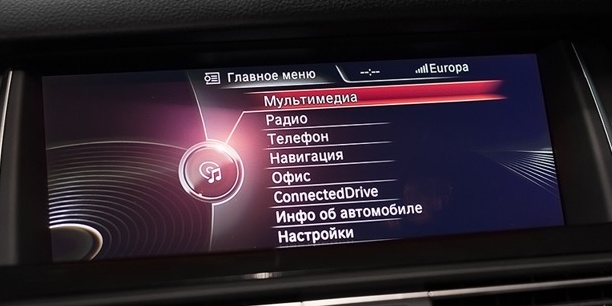 Главное меню --:-- Europa
Мультимедиа
Радио
Телефон
Навигация
Офис
ConnectedDrive
Инфо об автомобиле
Настройки